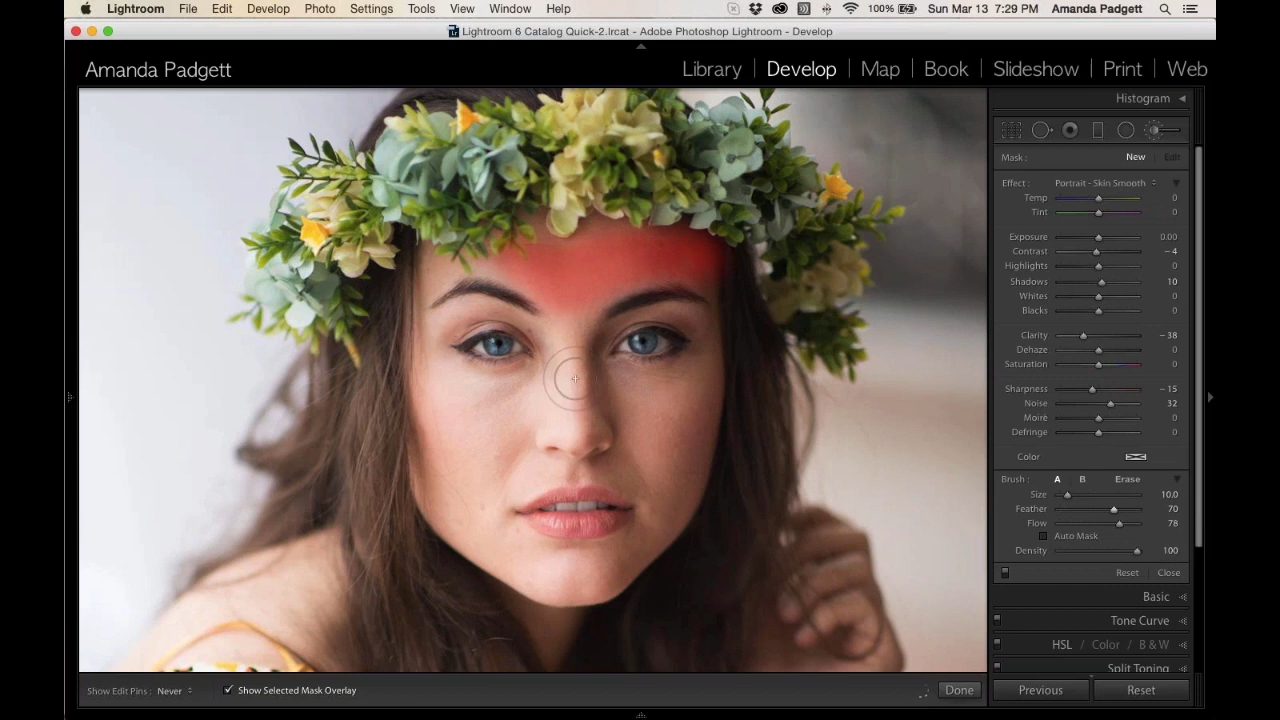 Lightroom File Edit Develop Photo Settings Tools View Window Help 100% Sun Mar 13 7:29 PM Amanda Padgett
Lightroom 6 Catalog Quick-2.lrcat - Adobe Photoshop Lightroom - Develop
Amanda Padgett Library Develop Map Book Slideshow Print Web
Histogram
Mask : New Edit
Effect : Portrait - Skin Smooth
Temp 0
Tint 0
Exposure 0.00
Contrast - 4
Highlights 0
Shadows 10
Whites 0
Blacks 0
Clarity - 38
Dehaze 0
Saturation 0
Sharpness - 15
Noise 32
Moiré 0
Defringe 0
Color
Brush : A B Erase
Size 10.0
Feather 70
Flow 78
Auto Mask
Density 100
Reset Close
Basic
Tone Curve
HSL / Color / B & W
Split Toning
Show Edit Pins : Never Show Selected Mask Overlay Done Previous Reset